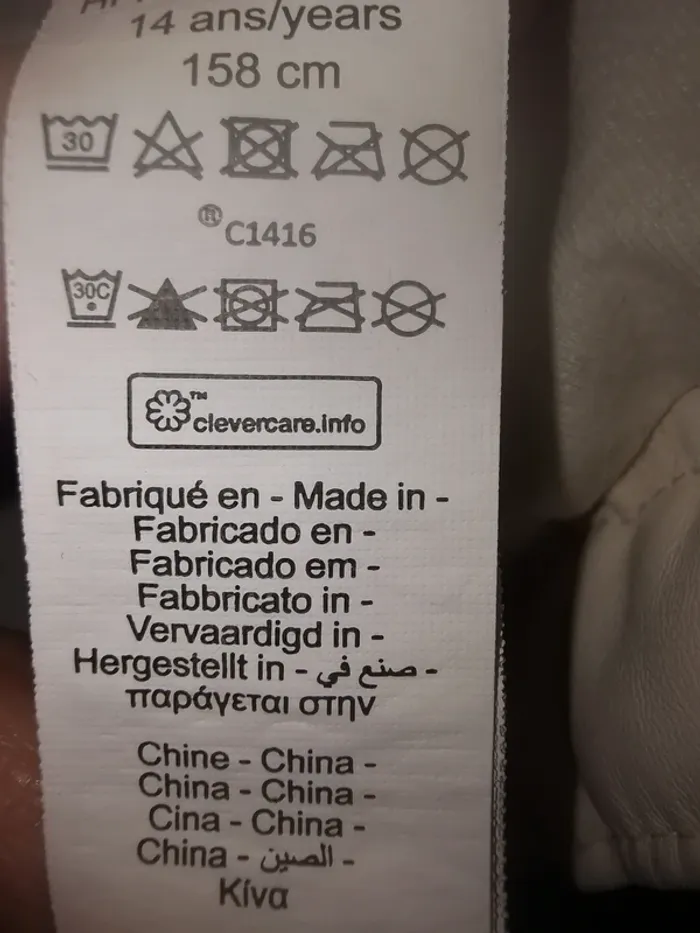 14 ans/years
158 cm
30
® C1416
30C
™
clevercare.info
Fabriqué en - Made in -
Fabricado en -
Fabricado em -
Fabbricato in -
Vervaardigd in -
Hergestellt in - صنع في -
παράγεται στην
Chine - China -
China - China -
Cina - China -
China - الصين -
Κίνα